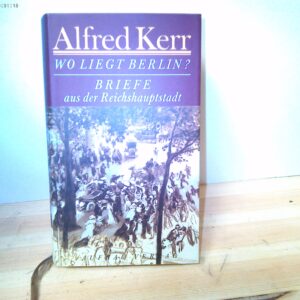 Alfred Kerr
WO LIEGT BERLIN?
BRIEFE
aus der Reichshauptstadt